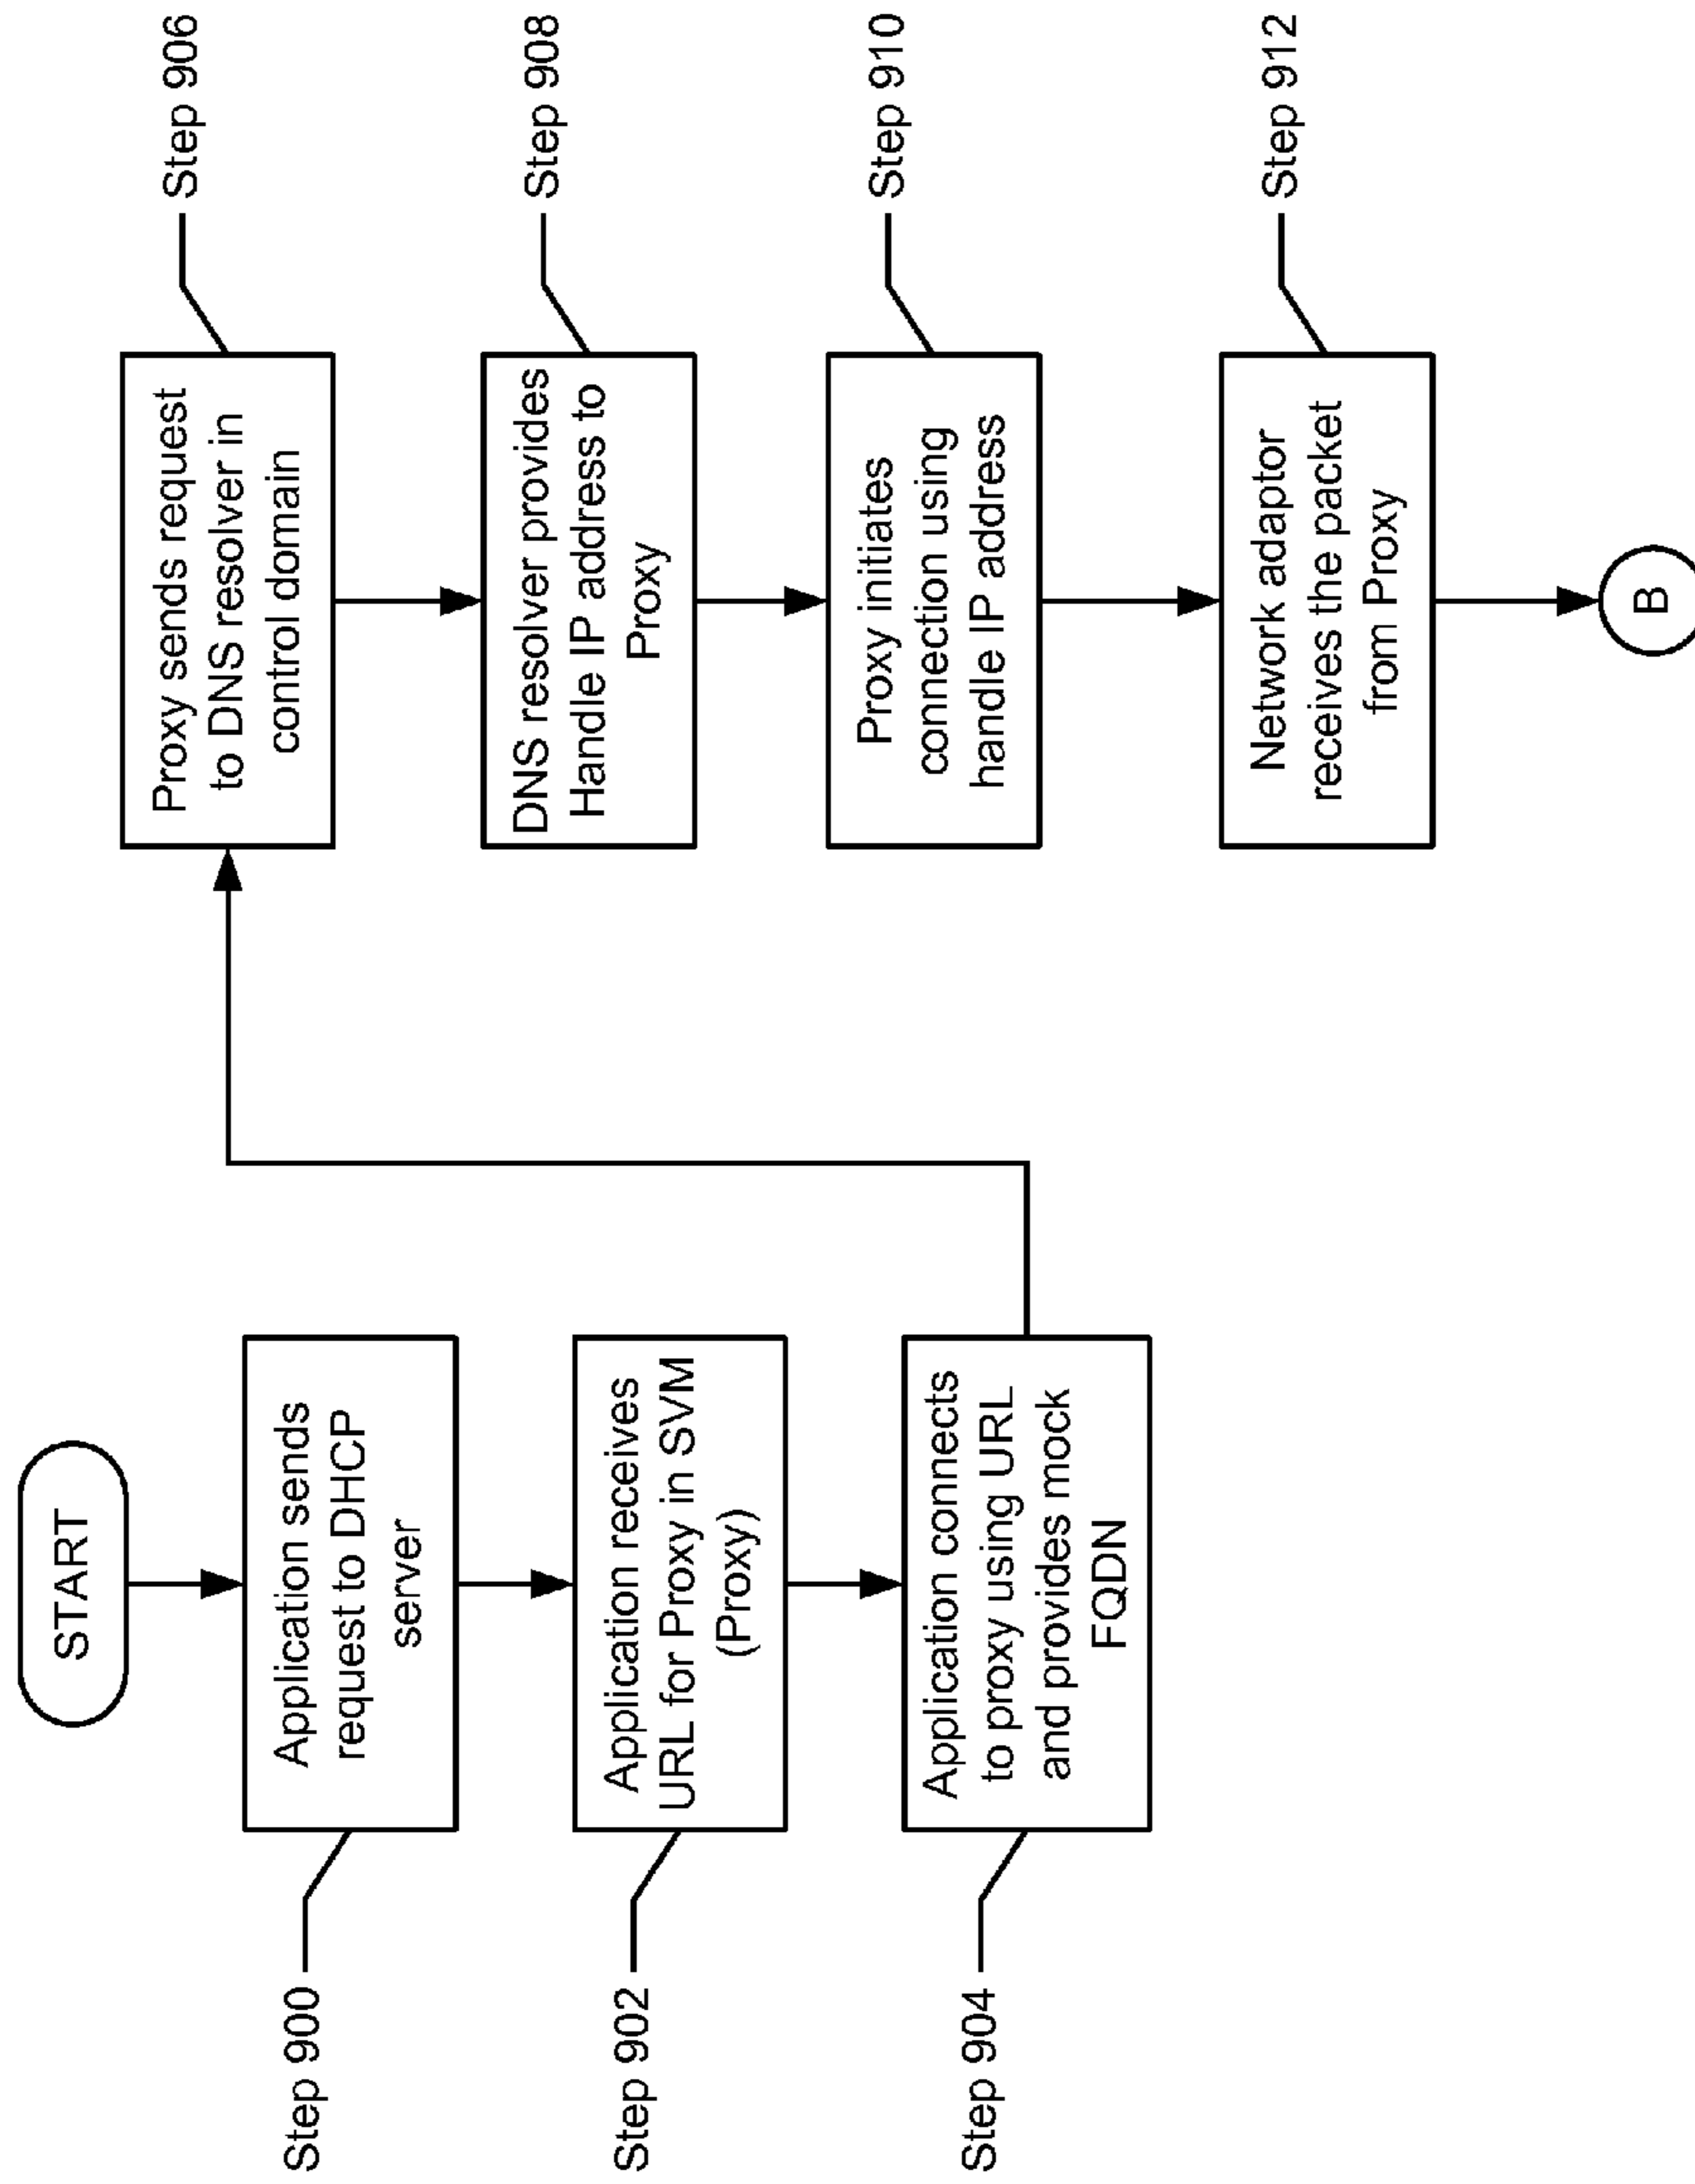 START
Step 900
Application sends
request to DHCP
server
Step 902
Application receives
URL for Proxy in SVM
(Proxy)
Step 904
Application connects
to proxy using URL
and provides mock
FQDN
Proxy sends request
to DNS resolver in
control domain
Step 906
DNS resolver provides
Handle IP address to
Proxy
Step 908
Proxy initiates
connection using
handle IP address
Step 910
Network adaptor
receives the packet
from Proxy
Step 912
B